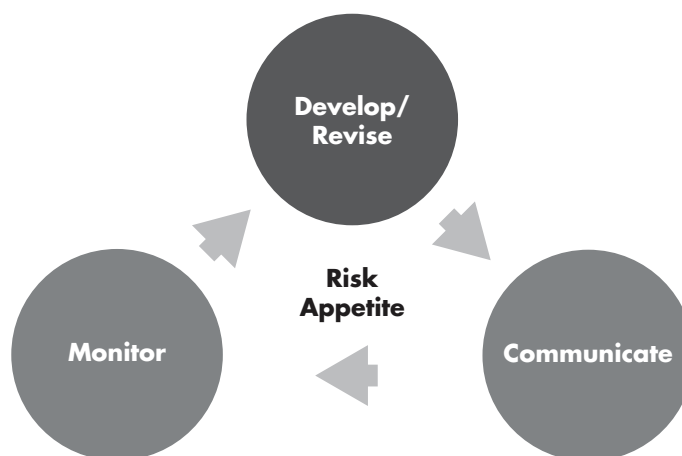 Develop/
Revise
Risk
Appetite
Monitor
Communicate